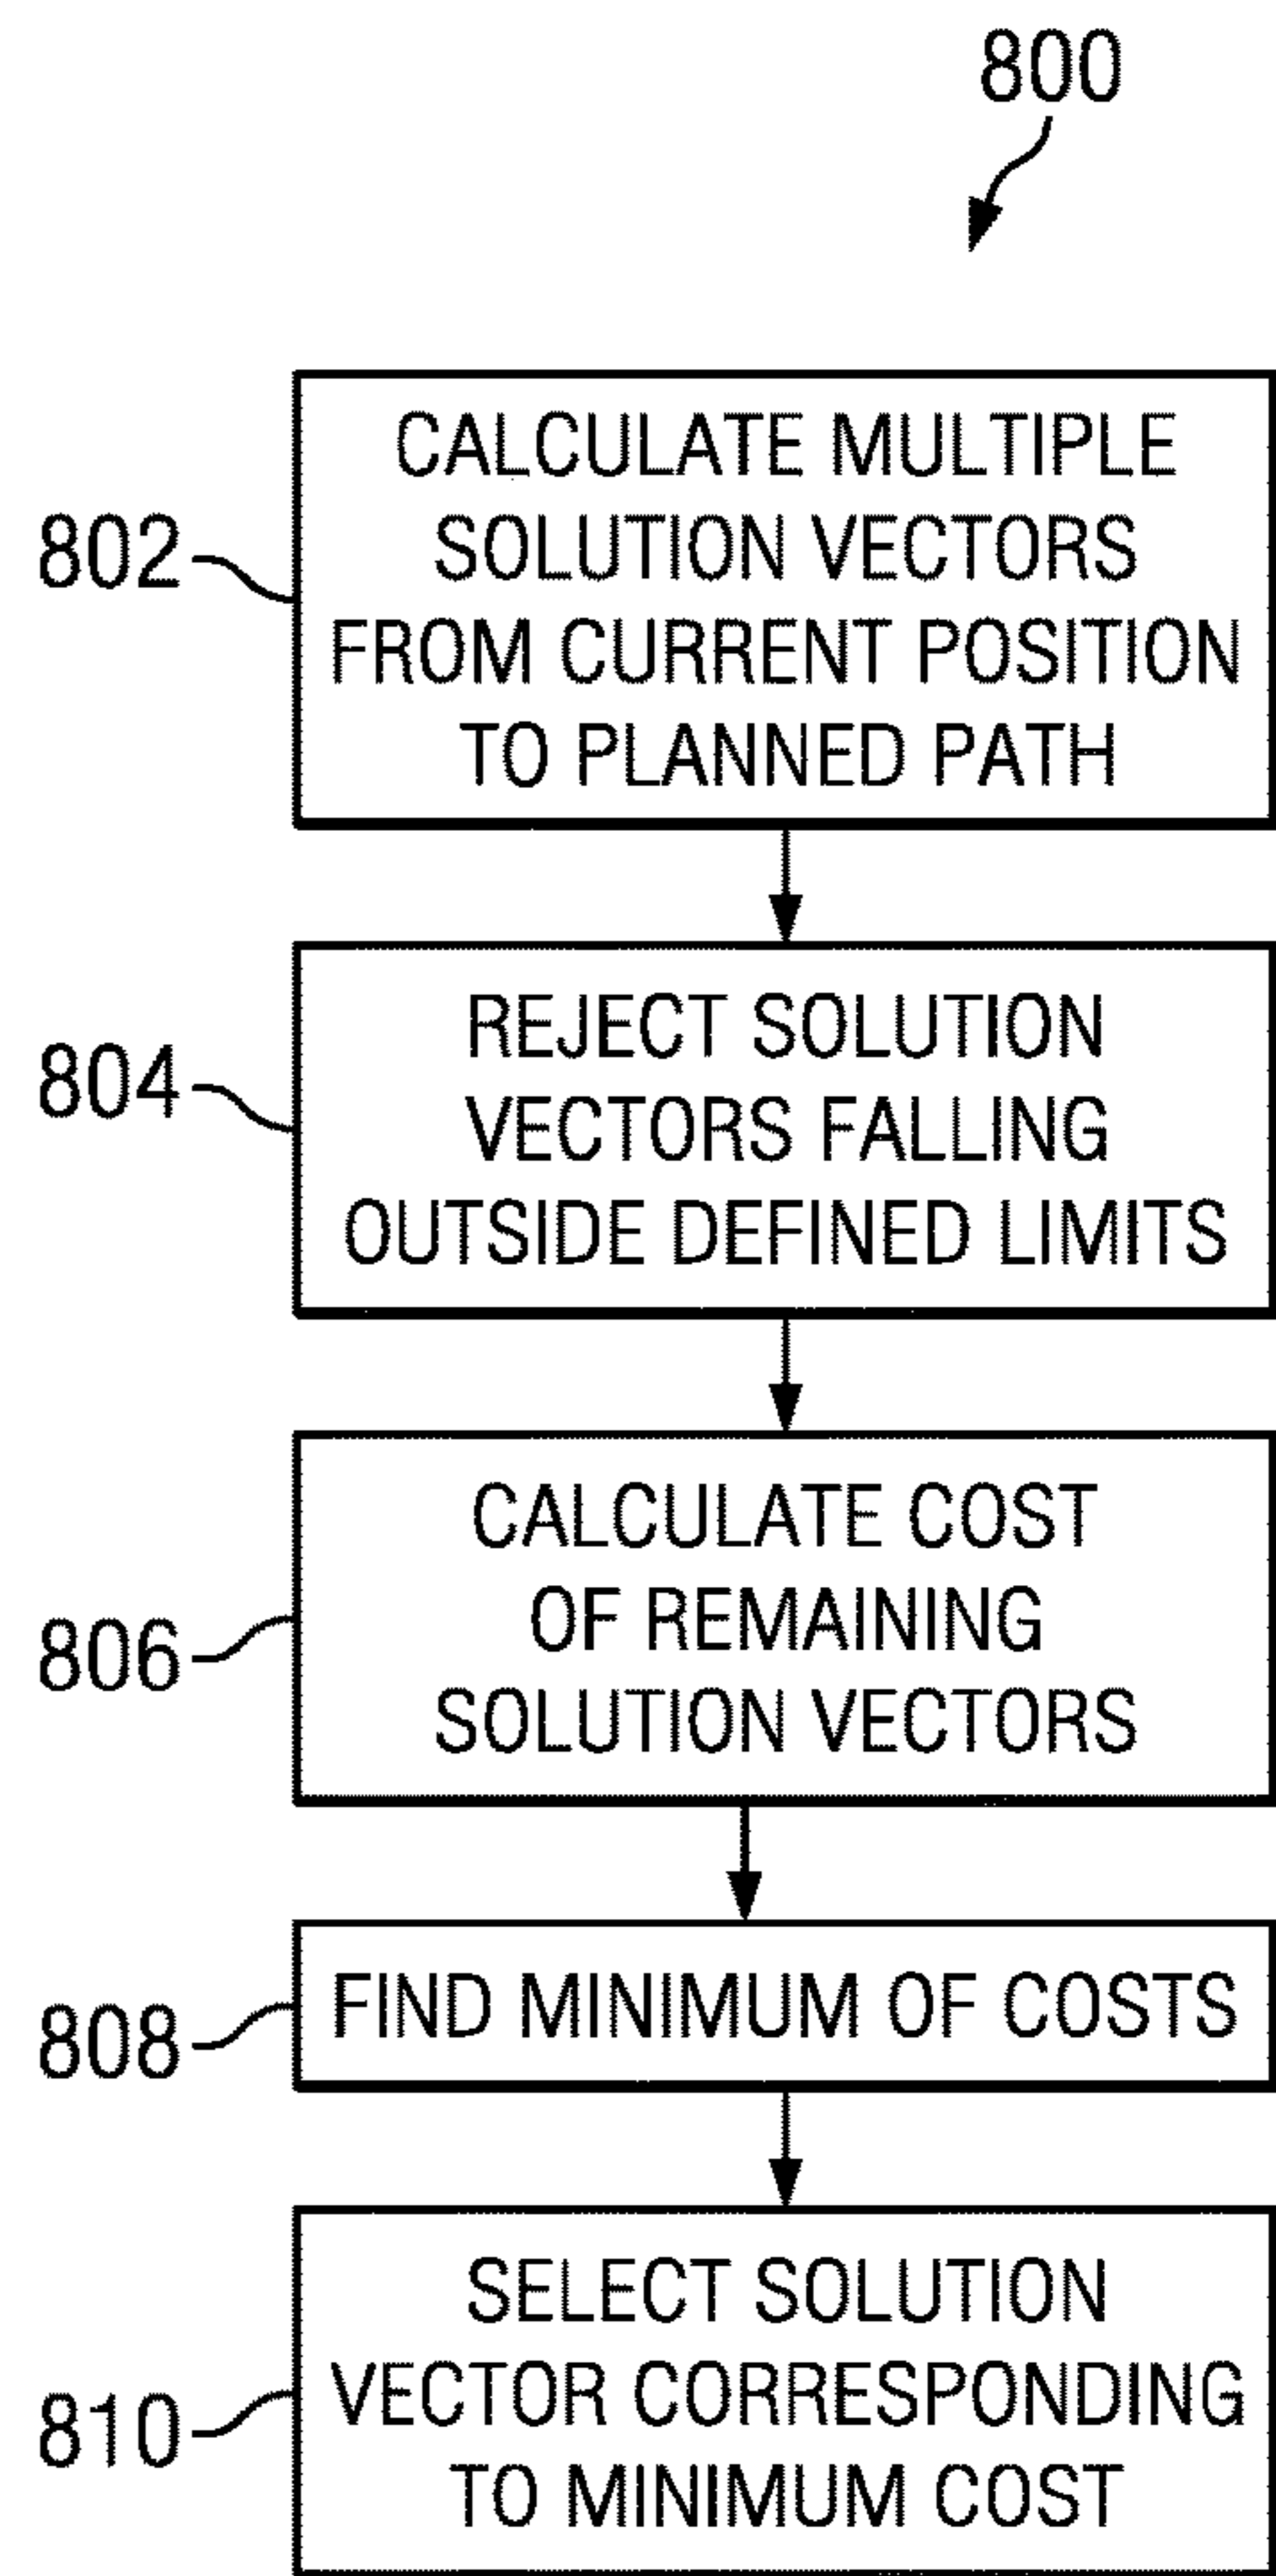 800
802
CALCULATE MULTIPLE
SOLUTION VECTORS
FROM CURRENT POSITION
TO PLANNED PATH
804
REJECT SOLUTION
VECTORS FALLING
OUTSIDE DEFINED LIMITS
806
CALCULATE COST
OF REMAINING
SOLUTION VECTORS
808
FIND MINIMUM OF COSTS
810
SELECT SOLUTION
VECTOR CORRESPONDING
TO MINIMUM COST